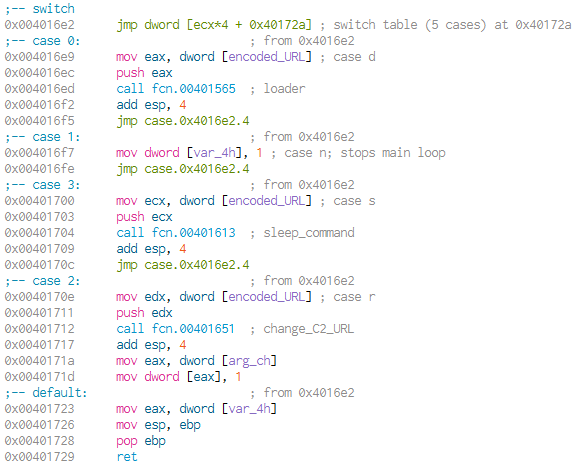 ;-- switch
0x004016e2 jmp dword [ecx*4 + 0x40172a] ; switch table (5 cases) at 0x40172a
;-- case 0: ; from 0x4016e2
0x004016e9 mov eax, dword [encoded_URL] ; case d
0x004016ec push eax
0x004016ed call fcn.00401565 ; loader
0x004016f2 add esp, 4
0x004016f5 jmp case.0x4016e2.4
;-- case 1: ; from 0x4016e2
0x004016f7 mov dword [var_4h], 1 ; case n; stops main loop
0x004016fe jmp case.0x4016e2.4
;-- case 3: ; from 0x4016e2
0x00401700 mov ecx, dword [encoded_URL] ; case s
0x00401703 push ecx
0x00401704 call fcn.00401613 ; sleep_command
0x00401709 add esp, 4
0x0040170c jmp case.0x4016e2.4
;-- case 2: ; from 0x4016e2
0x0040170e mov edx, dword [encoded_URL] ; case r
0x00401711 push edx
0x00401712 call fcn.00401651 ; change_C2_URL
0x00401717 add esp, 4
0x0040171a mov eax, dword [arg_ch]
0x0040171d mov dword [eax], 1
;-- default: ; from 0x4016e2
0x00401723 mov eax, dword [var_4h]
0x00401726 mov esp, ebp
0x00401728 pop ebp
0x00401729 ret